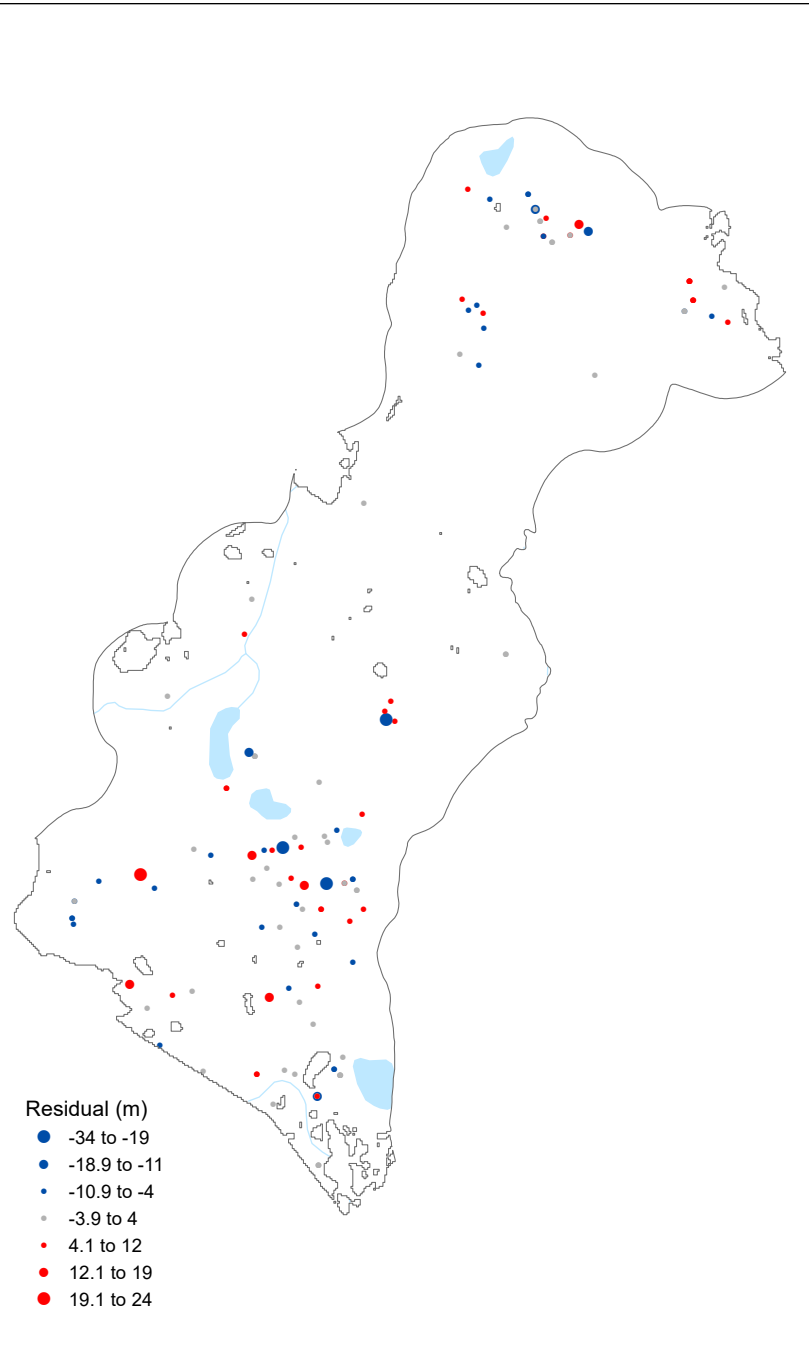 Residual (m)
-34 to -19
-18.9 to -11
-10.9 to -4
-3.9 to 4
4.1 to 12
12.1 to 19
19.1 to 24